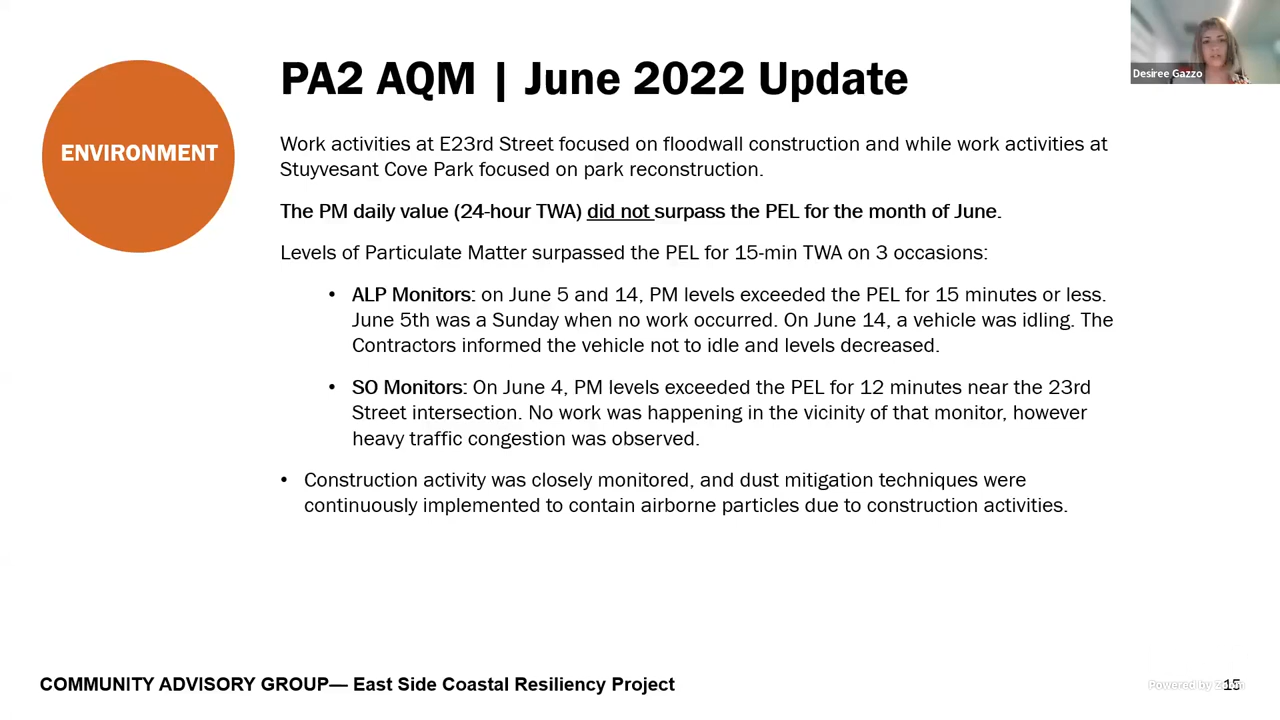 PA2 AQM | June 2022 Update
Desiree Gazzo
ENVIRONMENT
Work activities at E23rd Street focused on floodwall construction and while work activities at
Stuyvesant Cove Park focused on park reconstruction.
The PM daily value (24-hour TWA) did not surpass the PEL for the month of June.
Levels of Particulate Matter surpassed the PEL for 15-min TWA on 3 occasions:
• ALP Monitors: on June 5 and 14, PM levels exceeded the PEL for 15 minutes or less.
June 5th was a Sunday when no work occurred. On June 14, a vehicle was idling. The
Contractors informed the vehicle not to idle and levels decreased.
• SO Monitors: On June 4, PM levels exceeded the PEL for 12 minutes near the 23rd
Street intersection. No work was happening in the vicinity of that monitor, however
heavy traffic congestion was observed.
• Construction activity was closely monitored, and dust mitigation techniques were
continuously implemented to contain airborne particles due to construction activities.
COMMUNITY ADVISORY GROUP— East Side Coastal Resiliency Project
Powered by Zoom
15